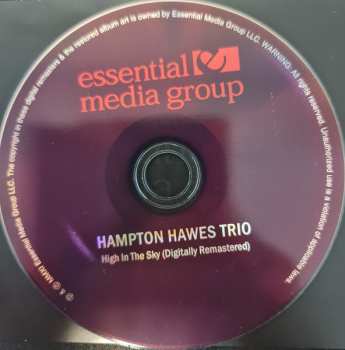 essential
media group
HAMPTON HAWES TRIO
High In The Sky (Digitally Remastered)
℗ & © MMXI Essential Media Group LLC. The copyright in these digital remasters & the restored album art is owned by Essential Media Group LLC. WARNING: All rights reserved. Unauthorized use is a violation of applicable laws.